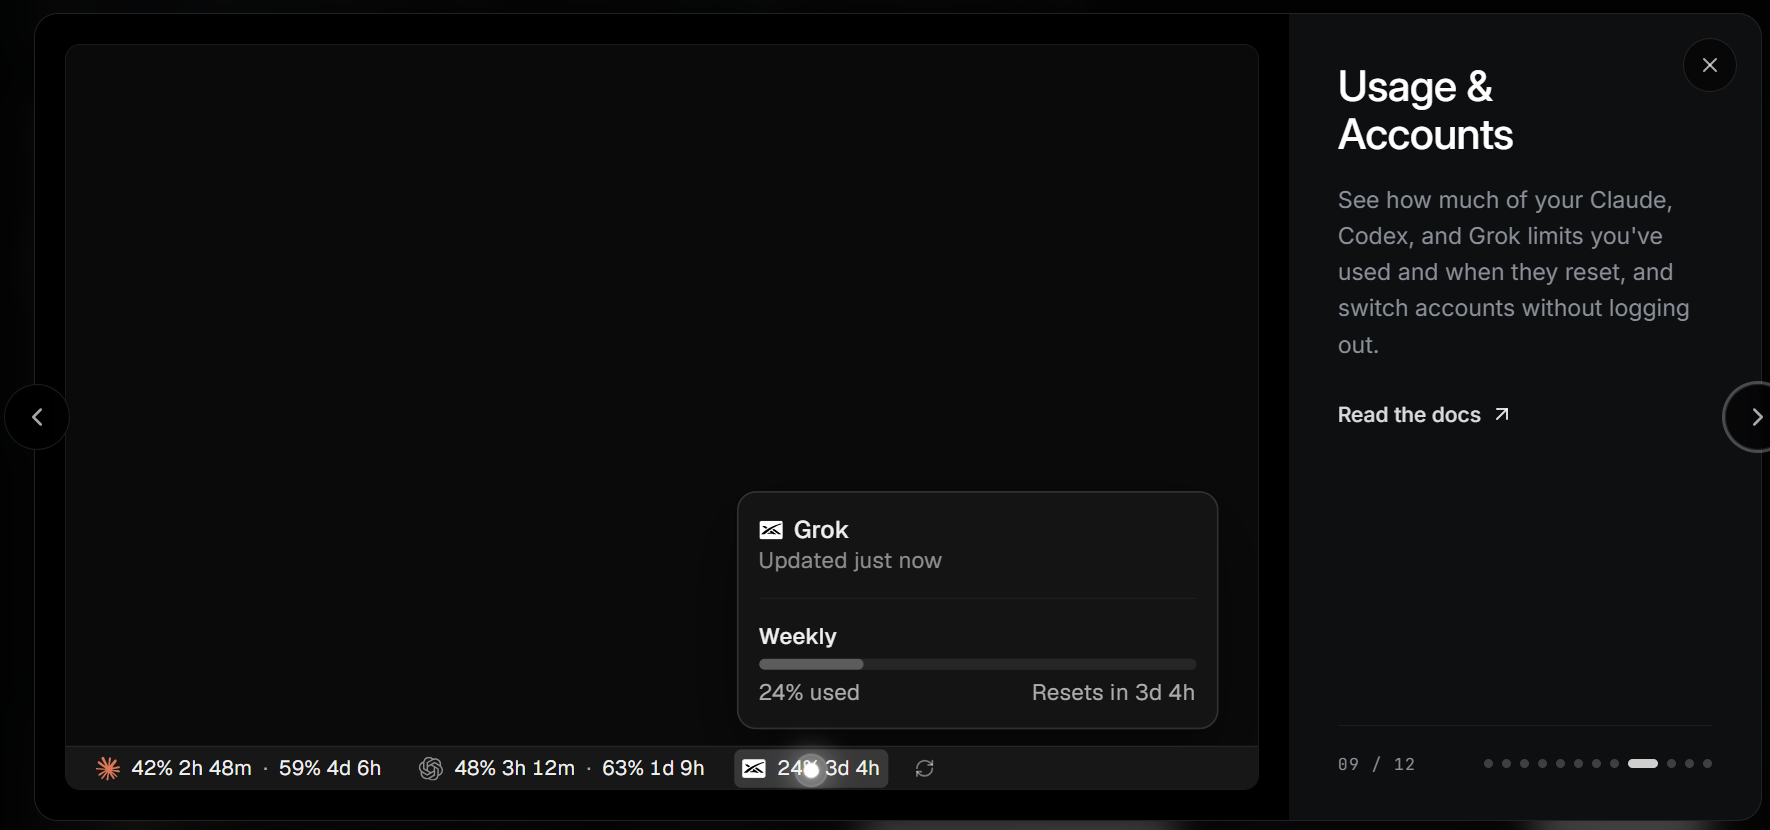 Usage &
Accounts
See how much of your Claude,
Codex, and Grok limits you've
used and when they reset, and
switch accounts without logging
out.
Read the docs
Grok
Updated just now
Weekly
24% used
Resets in 3d 4h
42% 2h 48m · 59% 4d 6h
48% 3h 12m · 63% 1d 9h
24% 3d 4h
09 / 12